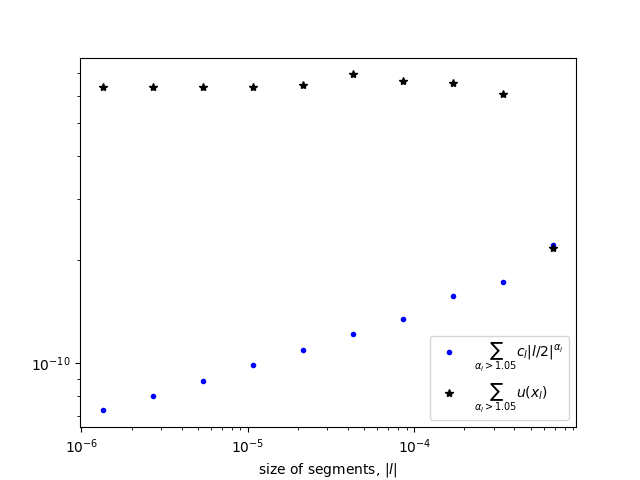 10⁻¹⁰
∑ c_l|l/2|^{α_l}
α_l>1.05
∑ u(x_l)
α_l>1.05
10⁻⁶ 10⁻⁵ 10⁻⁴
size of segments, |l|